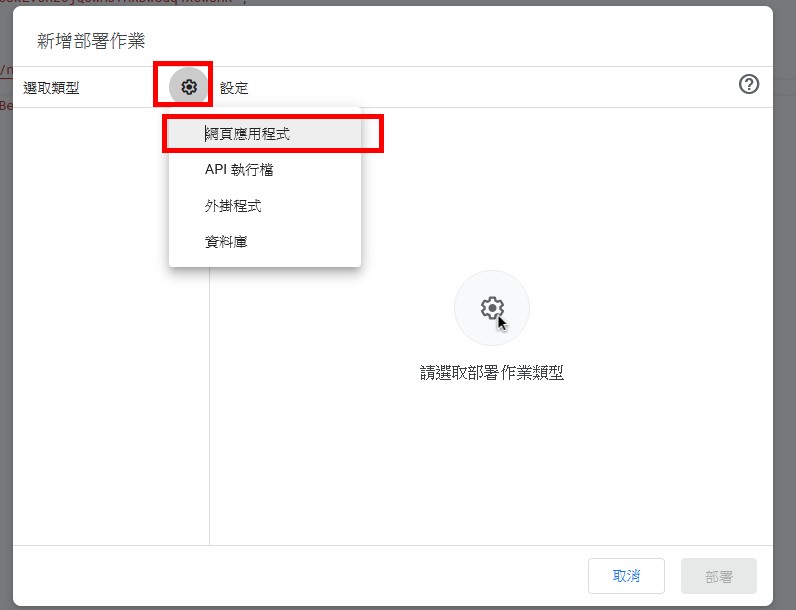 新增部署作業
選取類型
設定
網頁應用程式
API 執行檔
外掛程式
資料庫
請選取部署作業類型
取消
部署